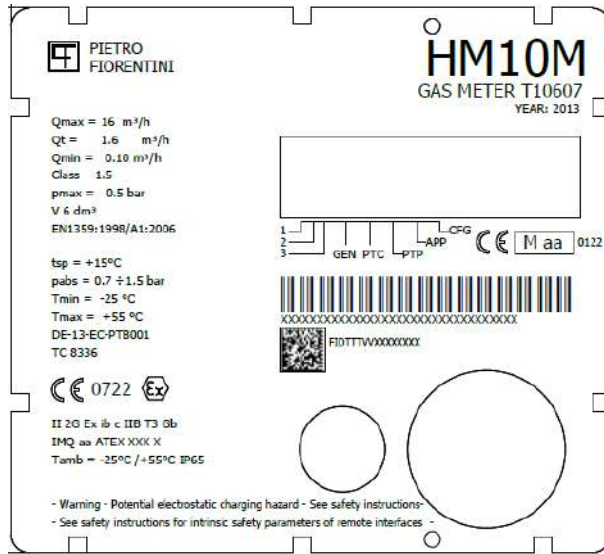 PIETRO
FIORENTINI
HM10M
GAS METER T10607
YEAR: 2013
Qmax = 16 m³/h
Qt = 1.6 m³/h
Qmin = 0.10 m³/h
Class 1.5
pmax = 0.5 bar
V 6 dm³
EN1359:1998/A1:2006
1
2
3
GEN PTC PTP APP CFG
CE M aa 0122
tsp = +15°C
pabs = 0.7 ÷1.5 bar
Tmin = -25 °C
Tmax = +55 °C
DE-13-EC-PTB001
TC 8336
XXXXXXXXXXXXXXXXXXXXXXXXXXXXXXXXX
FIOTTTVVXXXXXXXX
CE 0722 Ex
II 2G Ex ib c IIB T3 Gb
IMQ aa ATEX XXX X
Tamb = -25°C /+55°C IP65
- Warning - Potential electrostatic charging hazard - See safety instructions-
- See safety instructions for intrinsic safety parameters of remote interfaces -